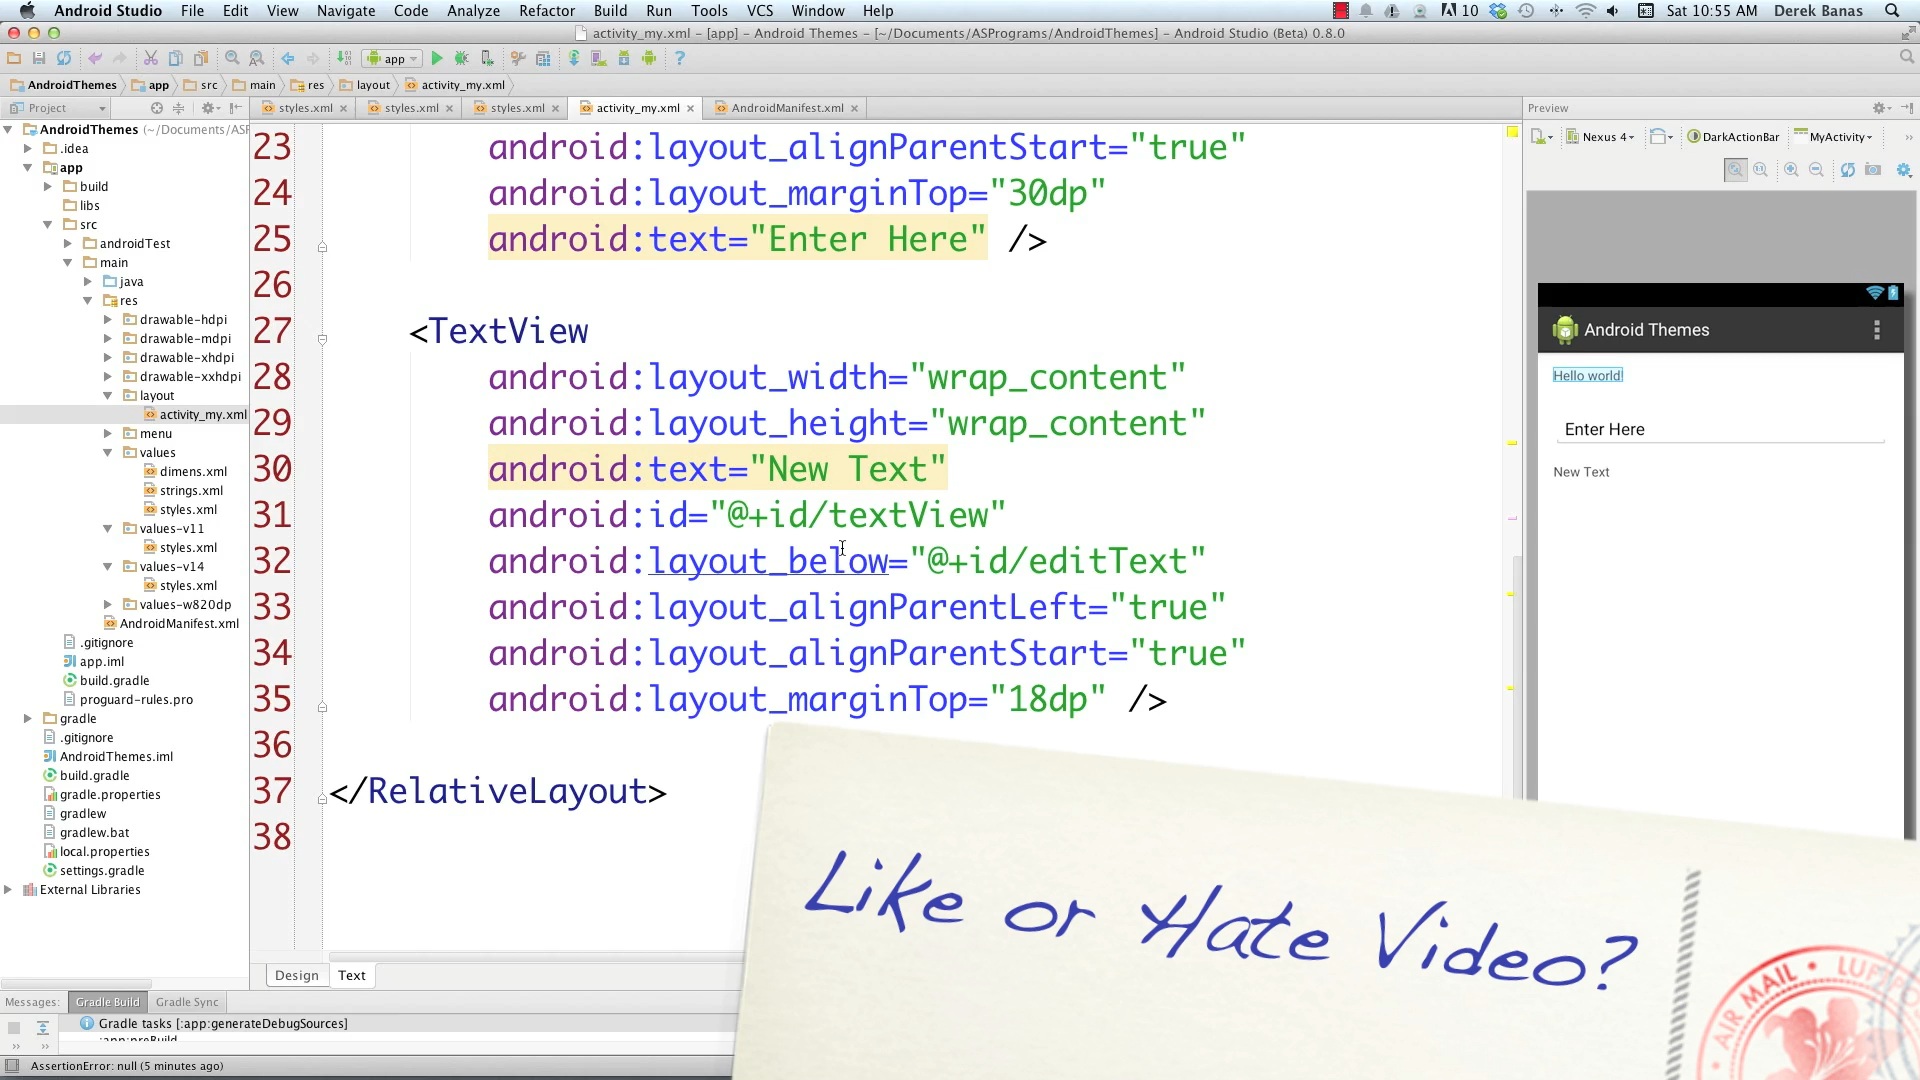 Android Studio File Edit View Navigate Code Analyze Refactor Build Run Tools VCS Window Help 10 Sat 10:55 AM Derek Banas
activity_my.xml – [app] – Android Themes – [~/Documents/ASPrograms/AndroidThemes] – Android Studio (Beta) 0.8.0
app
AndroidThemes app src main res layout activity_my.xml
Project styles.xml styles.xml styles.xml activity_my.xml AndroidManifest.xml Preview
AndroidThemes (~/Documents/ASP
.idea
app
build
libs
src
androidTest
main
java
res
drawable-hdpi
drawable-mdpi
drawable-xhdpi
drawable-xxhdpi
layout
activity_my.xml
menu
values
dimens.xml
strings.xml
styles.xml
values-v11
styles.xml
values-v14
styles.xml
values-w820dp
AndroidManifest.xml
.gitignore
app.iml
build.gradle
proguard-rules.pro
gradle
.gitignore
AndroidThemes.iml
build.gradle
gradle.properties
gradlew
gradlew.bat
local.properties
settings.gradle
External Libraries
23 android:layout_alignParentStart="true"
24 android:layout_marginTop="30dp"
25 android:text="Enter Here" />
26
27 <TextView
28 android:layout_width="wrap_content"
29 android:layout_height="wrap_content"
30 android:text="New Text"
31 android:id="@+id/textView"
32 android:layout_below="@+id/editText"
33 android:layout_alignParentLeft="true"
34 android:layout_alignParentStart="true"
35 android:layout_marginTop="18dp" />
36
37 </RelativeLayout>
38
Nexus 4 DarkActionBar MyActivity
Android Themes
Hello world!
Enter Here
New Text
Design Text
Messages: Gradle Build Gradle Sync
Gradle tasks [:app:generateDebugSources]
:app:preBuild
AssertionError: null (5 minutes ago)
Like or Hate Video?
AIR MAIL •